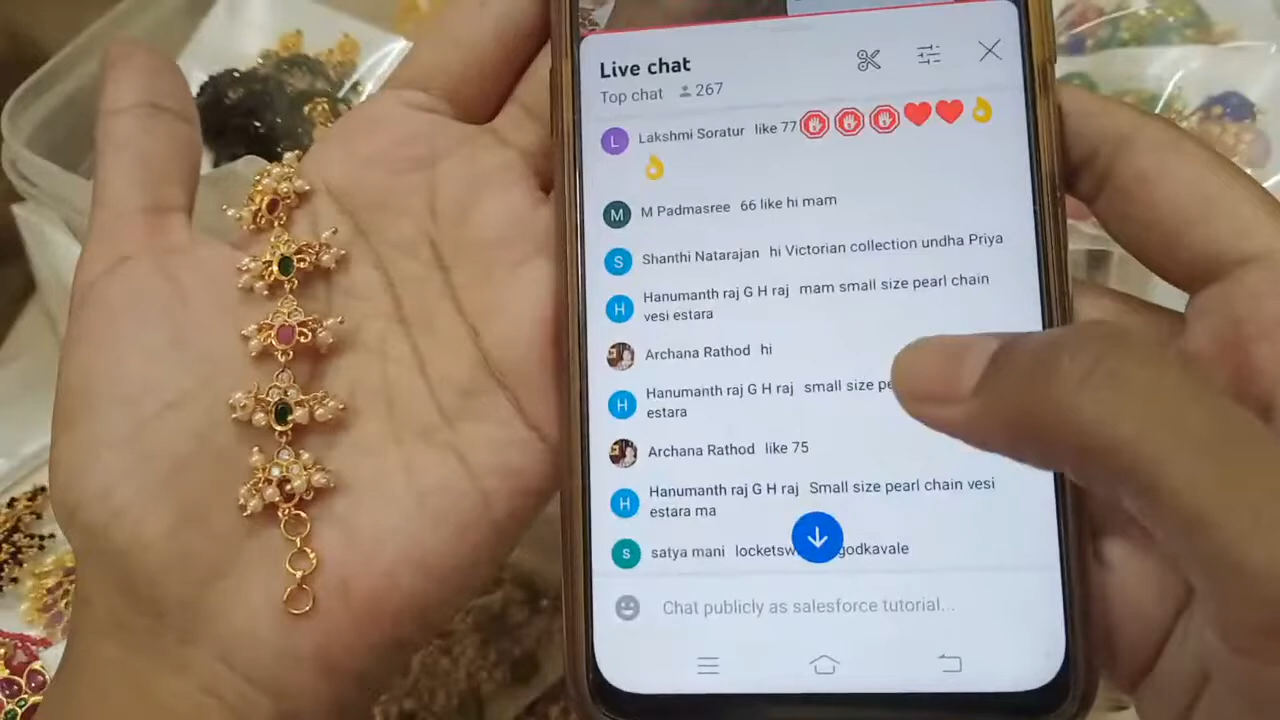 Live chat
Top chat 267
L Lakshmi Soratur like 77
M M Padmasree 66 like hi mam
S Shanthi Natarajan hi Victorian collection undha Priya
H Hanumanth raj G H raj mam small size pearl chain
vesi estara
Archana Rathod hi
H Hanumanth raj G H raj small size
estara
Archana Rathod like 75
H Hanumanth raj G H raj Small size pearl chain vesi
estara ma
s satya mani godkavale
Chat publicly as salesforce tutorial...